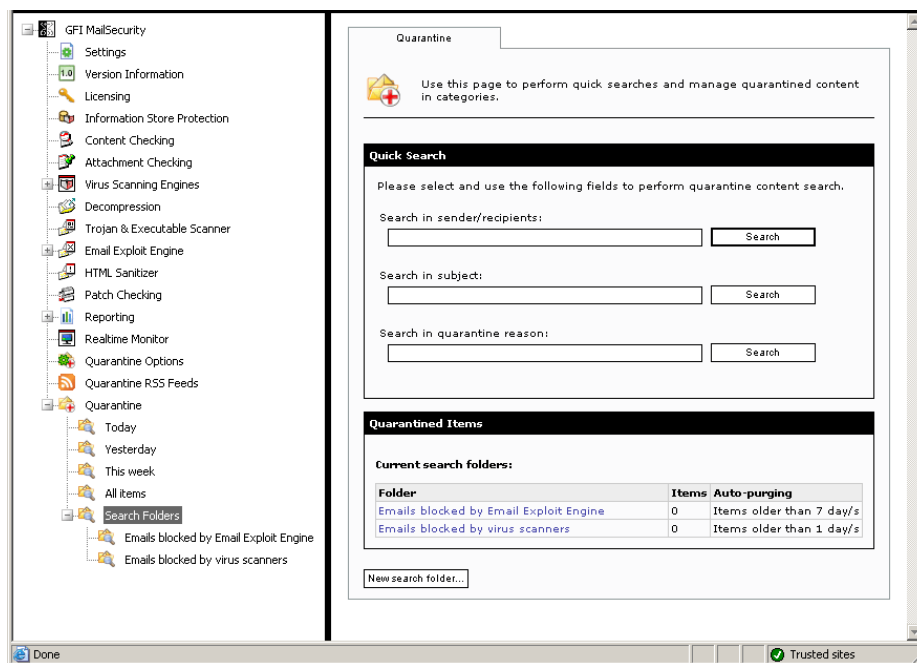 GFI MailSecurity
Settings
1.0 Version Information
Licensing
Information Store Protection
Content Checking
Attachment Checking
Virus Scanning Engines
Decompression
Trojan & Executable Scanner
Email Exploit Engine
HTML Sanitizer
Patch Checking
Reporting
Realtime Monitor
Quarantine Options
Quarantine RSS Feeds
Quarantine
Today
Yesterday
This week
All items
Search Folders
Emails blocked by Email Exploit Engine
Emails blocked by virus scanners
Quarantine
Use this page to perform quick searches and manage quarantined content
in categories.
Quick Search
Please select and use the following fields to perform quarantine content search.
Search in sender/recipients:
Search
Search in subject:
Search
Search in quarantine reason:
Search
Quarantined Items
Current search folders:
Folder Items Auto-purging
Emails blocked by Email Exploit Engine 0 Items older than 7 day/s
Emails blocked by virus scanners 0 Items older than 1 day/s
New search folder...
Done
Trusted sites